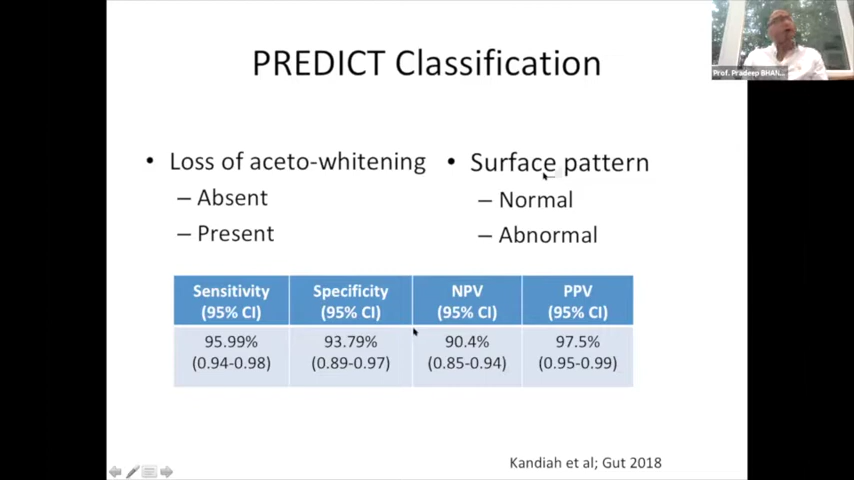 PREDICT Classification
Prof. Pradeep BHAN...
• Loss of aceto-whitening
– Absent
– Present
• Surface pattern
– Normal
– Abnormal
Sensitivity (95% CI)
Specificity (95% CI)
NPV (95% CI)
PPV (95% CI)
95.99% (0.94-0.98)
93.79% (0.89-0.97)
90.4% (0.85-0.94)
97.5% (0.95-0.99)
Kandiah et al; Gut 2018